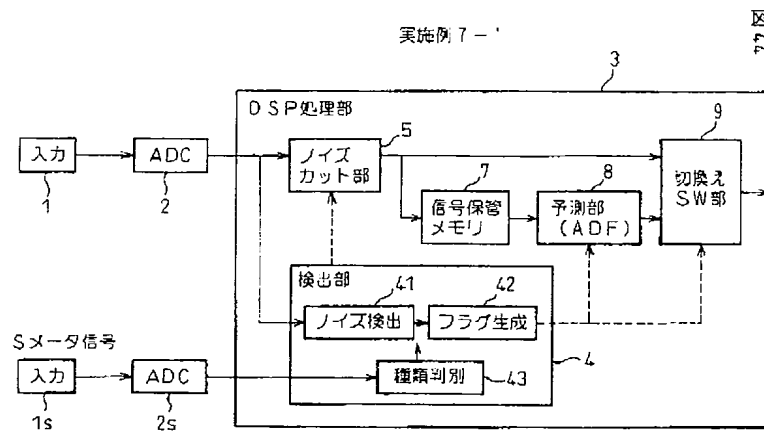 実施例7-1
図44
3
DSP処理部
入力
1
ADC
2
ノイズ
カット部
5
信号保管
メモリ
7
予測部
(ADF)
8
切換え
SW部
9
検出部
ノイズ検出
41
フラグ生成
42
種類判別
43
4
Sメータ信号
入力
1s
ADC
2s